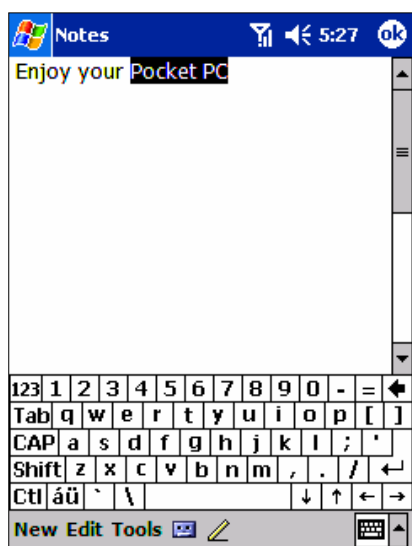 Notes 5:27 ok
Enjoy your Pocket PC
123 1 2 3 4 5 6 7 8 9 0 - =
Tab q w e r t y u i o p [ ]
CAP a s d f g h j k l ; '
Shift z x c v b n m , . /
Ctl áü ` \
New Edit Tools